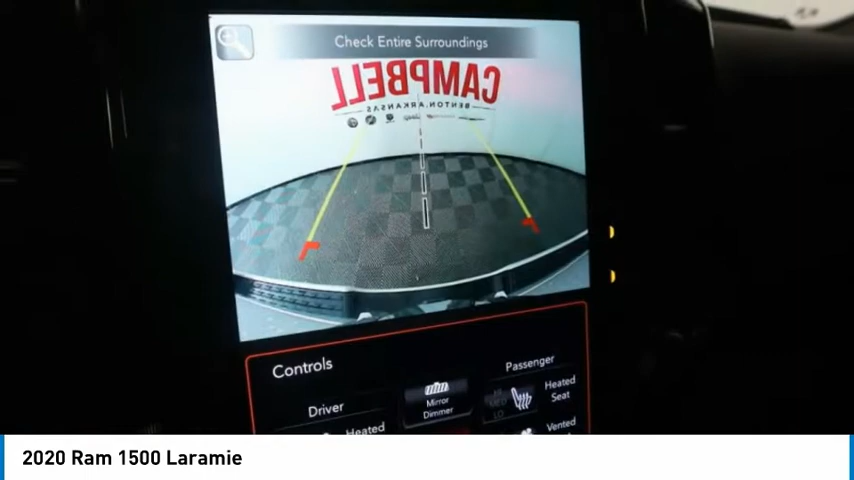 Check Entire Surroundings
CAMPBELL
BENTON, ARKANSAS
Controls
Passenger
Driver
Mirror
Dimmer
Heated
Seat
LO
Heated
Vented
2020 Ram 1500 Laramie